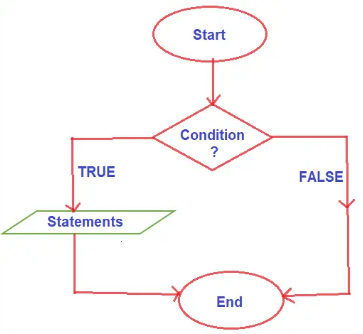 Start
Condition
?
TRUE
FALSE
Statements
End